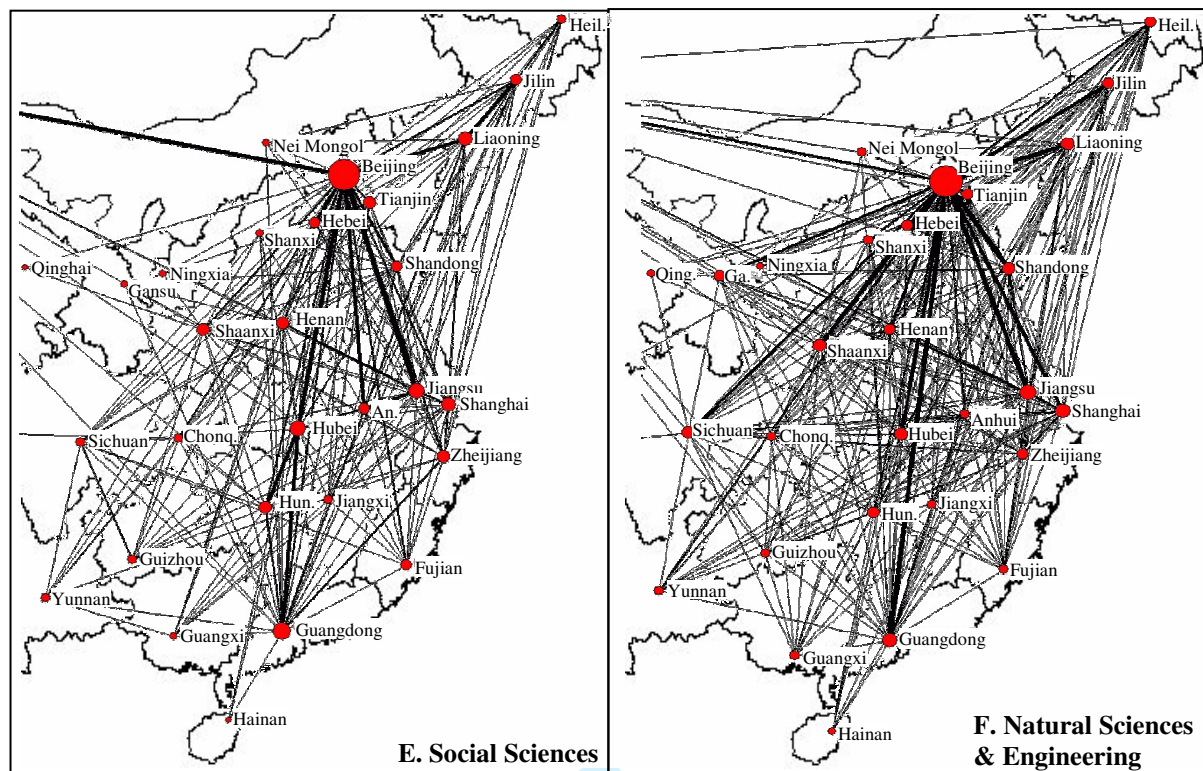 Heil.
Jilin
Liaoning
Nei Mongol
Beijing
Tianjin
Hebei
Shanxi
Shandong
Qinghai
Ningxia
Gansu
Henan
Shaanxi
Jiangsu
Shanghai
An.
Hubei
Sichuan
Chonq.
Zheijiang
Hun.
Jiangxi
Guizhou
Fujian
Yunnan
Guangxi
Guangdong
Hainan
E. Social Sciences
Heil.
Jilin
Liaoning
Nei Mongol
Beijing
Tianjin
Hebei
Shanxi
Shandong
Qing.
Ga.
Ningxia
Henan
Shaanxi
Jiangsu
Shanghai
Anhui
Sichuan
Chonq.
Hubei
Zheijiang
Hun.
Jiangxi
Guizhou
Fujian
Yunnan
Guangdong
Guangxi
Hainan
F. Natural Sciences
& Engineering